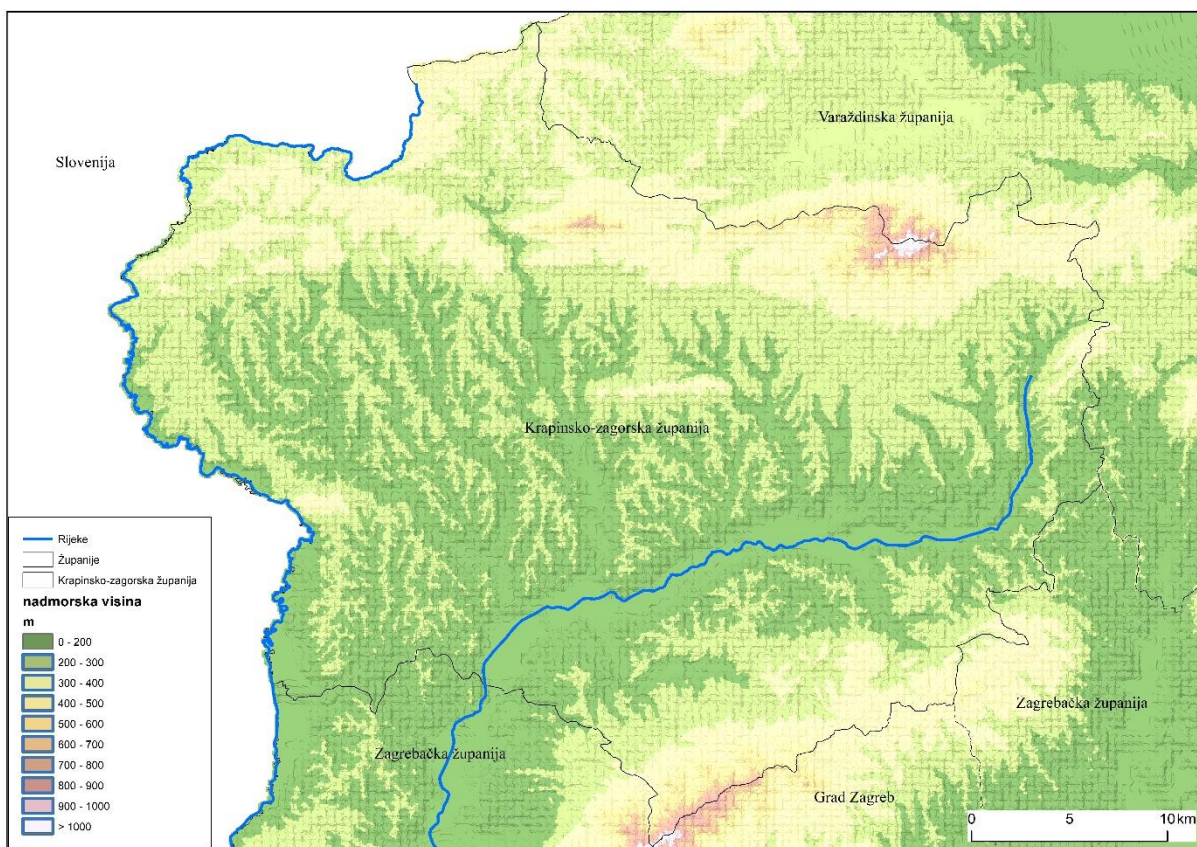 Varaždinska županija
Slovenija
Krapinsko-zagorska županija
Zagrebačka županija
Zagrebačka županija
Grad Zagreb
Rijeke
Županije
Krapinsko-zagorska županija
nadmorska visina
m
0 - 200
200 - 300
300 - 400
400 - 500
500 - 600
600 - 700
700 - 800
800 - 900
900 - 1000
> 1000
0 5 10 km